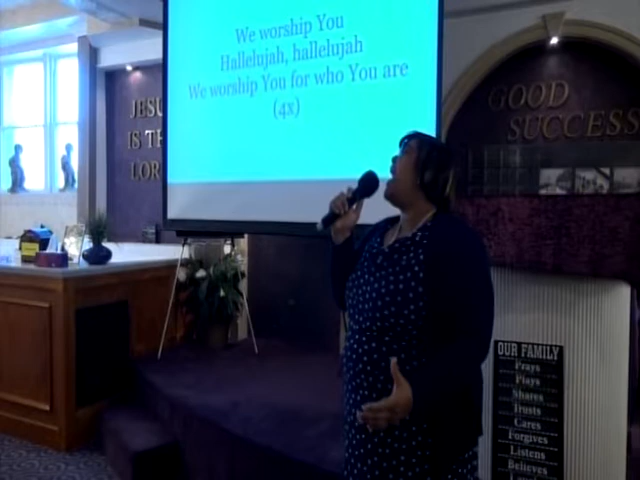 We worship You
Hallelujah, hallelujah
We worship You for who You are
(4x)
JESU
IS TH
LOR
GOOD
SUCCESS
OUR FAMILY
Prays
Plays
Shares
Trusts
Cares
Forgives
Listens
Believes